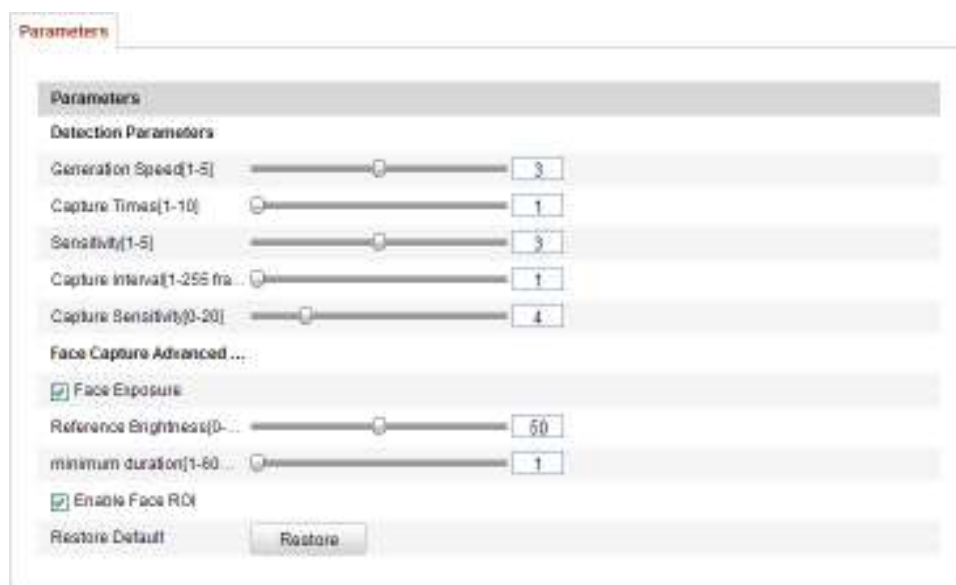 Parameters
Parameters
Detection Parameters
Generation Speed[1-5] 3
Capture Times[1-10] 1
Sensitivity[1-5] 3
Capture Interval[1-255 fra... 1
Capture Sensitivity[0-20] 4
Face Capture Advanced ...
Face Exposure
Reference Brightness[0-... 50
minimum duration[1-60 ... 1
Enable Face ROI
Restore Default Restore